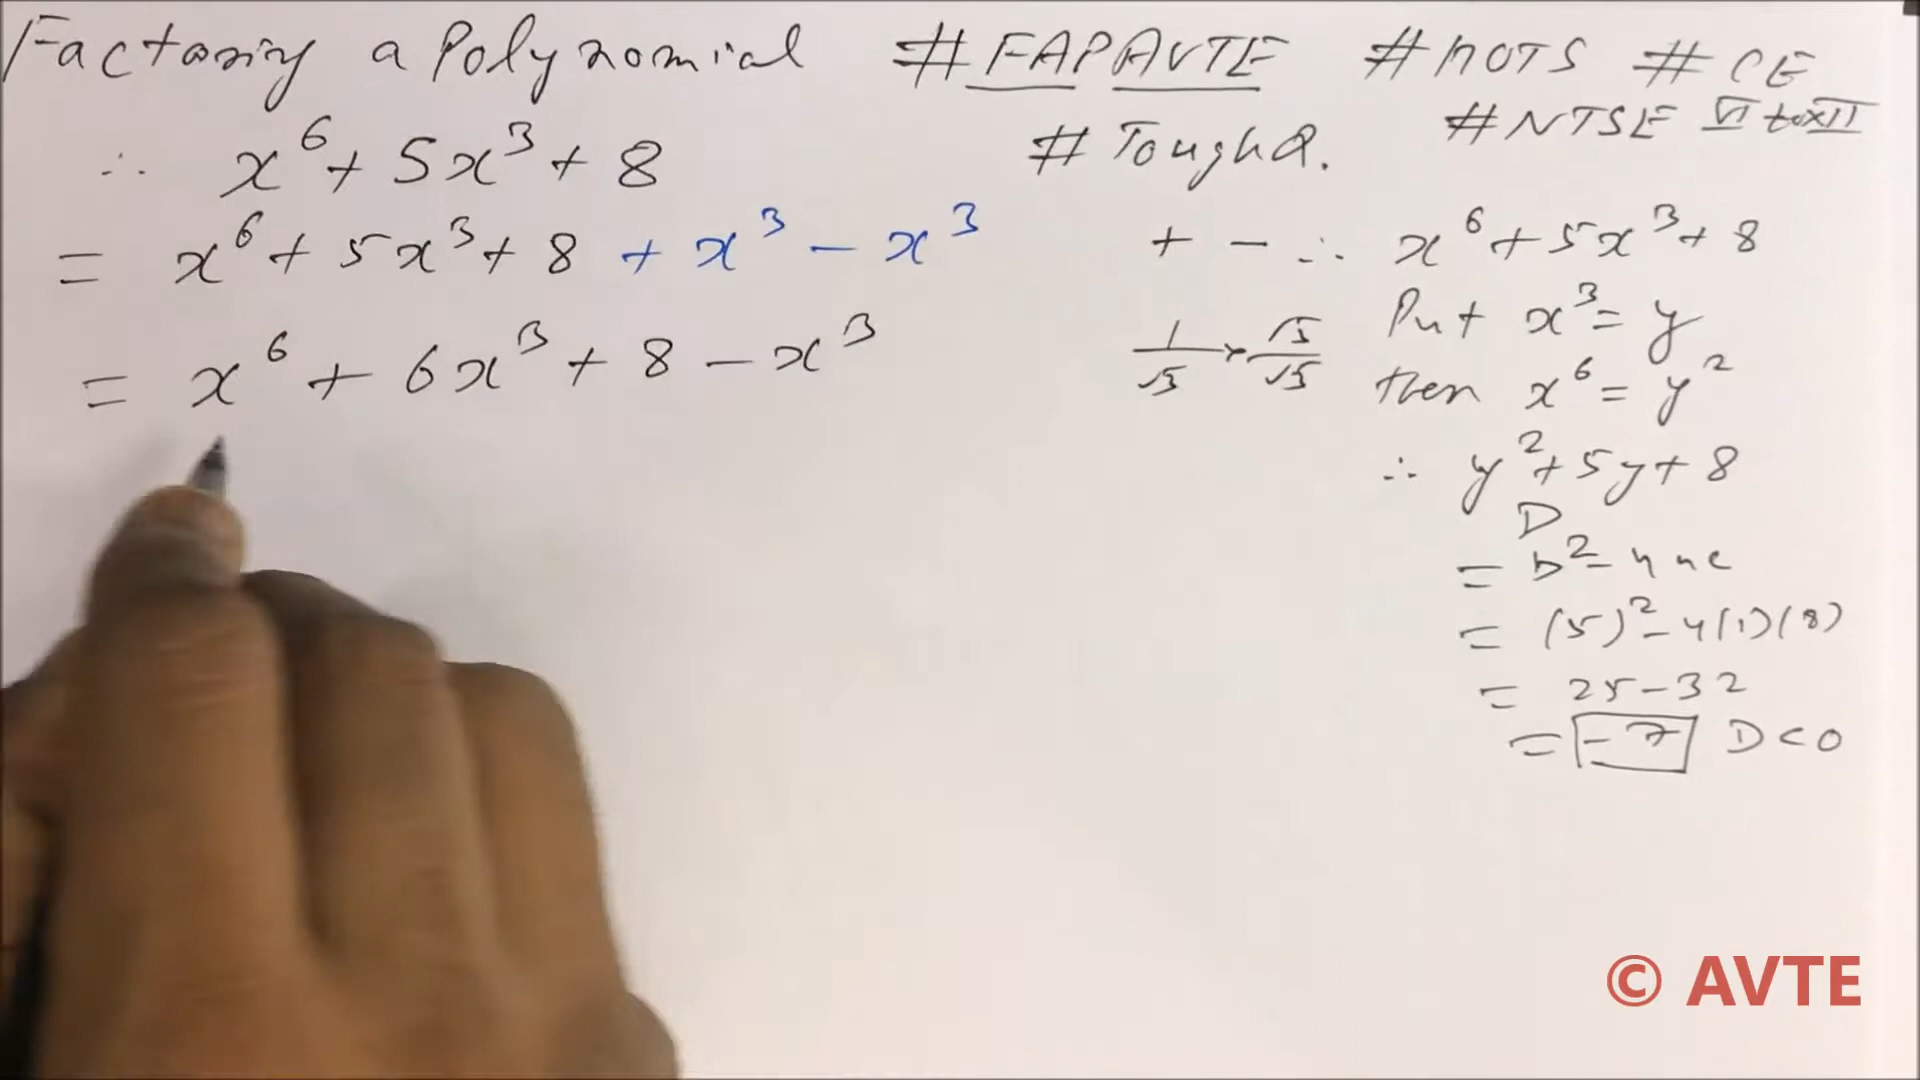 Factoring a Polynomial #FAPAVTE #HOTS #CE
#NTSE VI to XII
#Tough Q.
∴ x⁶ + 5x³ + 8
= x⁶ + 5x³ + 8 + x³ − x³
= x⁶ + 6x³ + 8 − x³
+ − ∴ x⁶ + 5x³ + 8
Put x³ = y
1/√5 × √5/√5
then x⁶ = y²
∴ y² + 5y + 8
D
= b² − 4ac
= (5)² − 4(1)(8)
= 25 − 32
= −7 D < 0
© AVTE